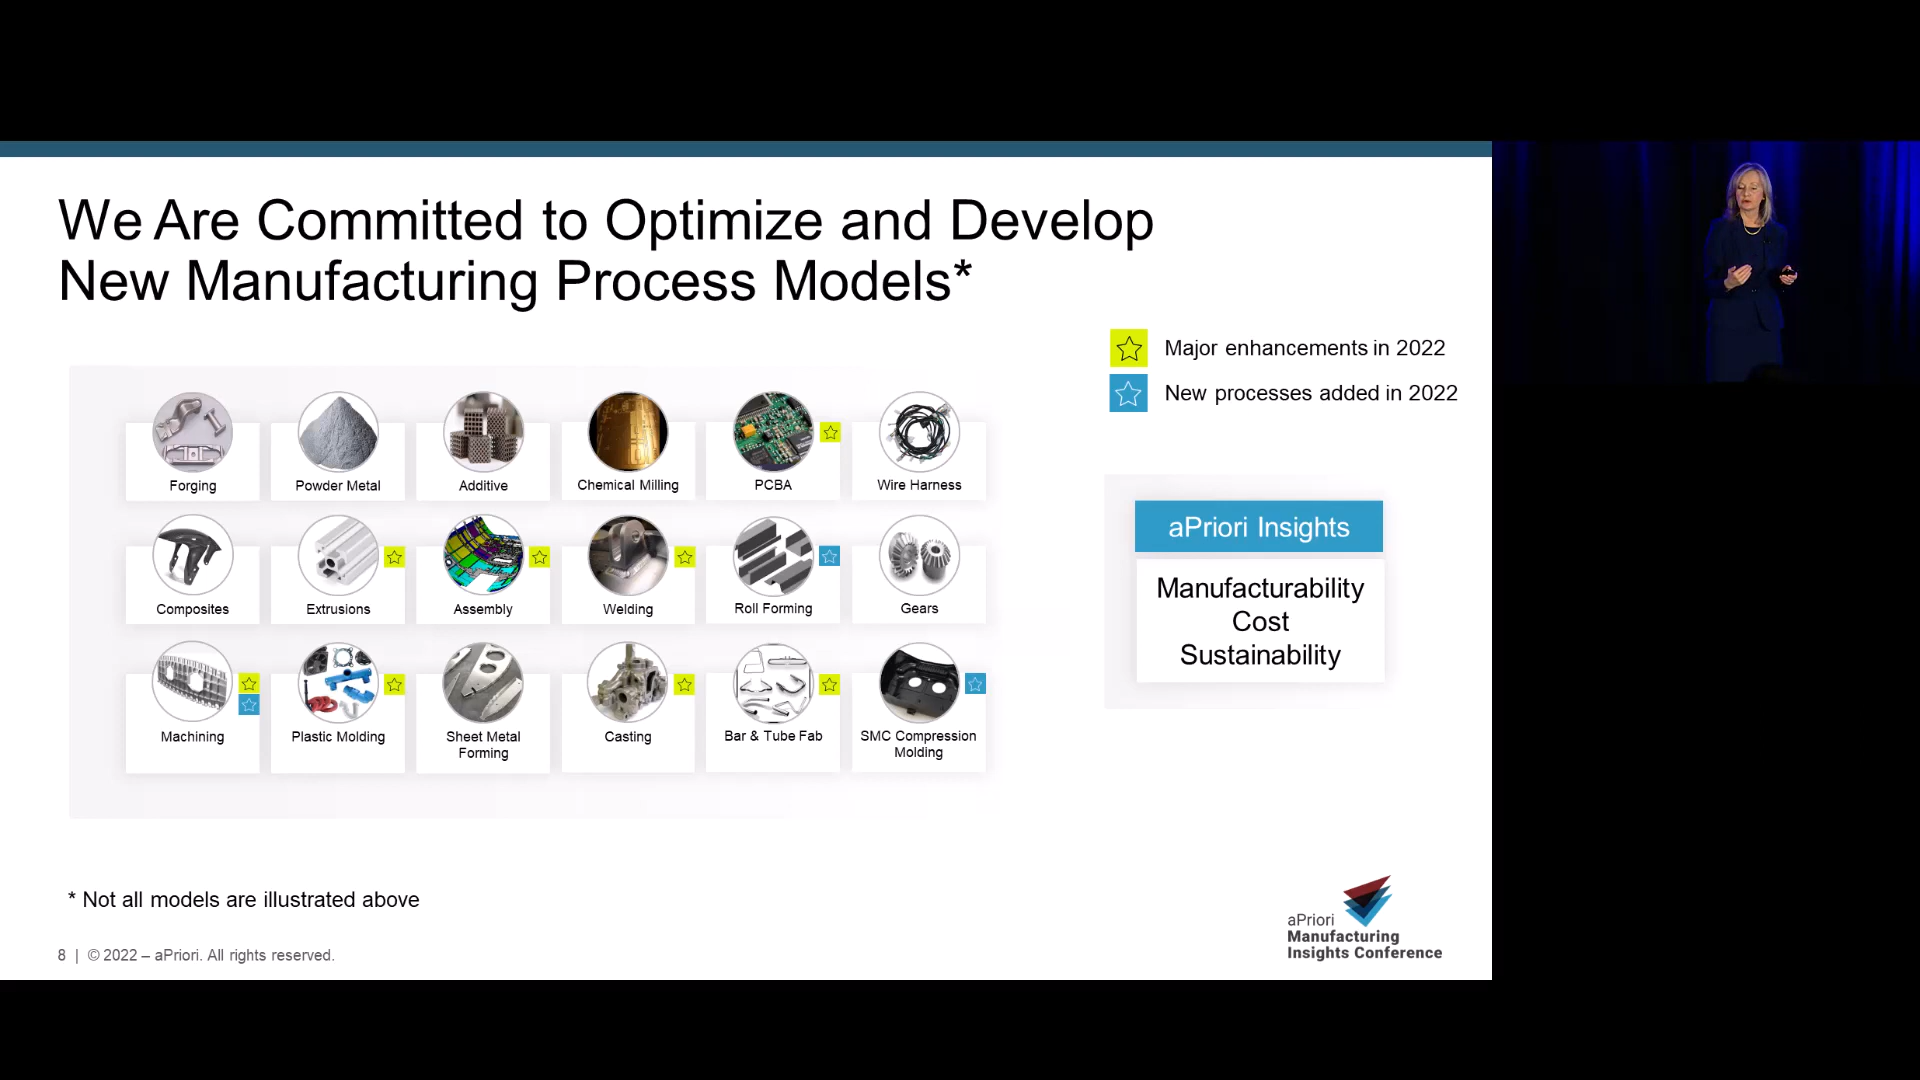 We Are Committed to Optimize and Develop
New Manufacturing Process Models*
Major enhancements in 2022
New processes added in 2022
Forging
Powder Metal
Additive
Chemical Milling
PCBA
Wire Harness
Composites
Extrusions
Assembly
Welding
Roll Forming
Gears
Machining
Plastic Molding
Sheet Metal
Forming
Casting
Bar & Tube Fab
SMC Compression
Molding
aPriori Insights
Manufacturability
Cost
Sustainability
* Not all models are illustrated above
8 | © 2022 – aPriori. All rights reserved.
aPriori
Manufacturing
Insights Conference